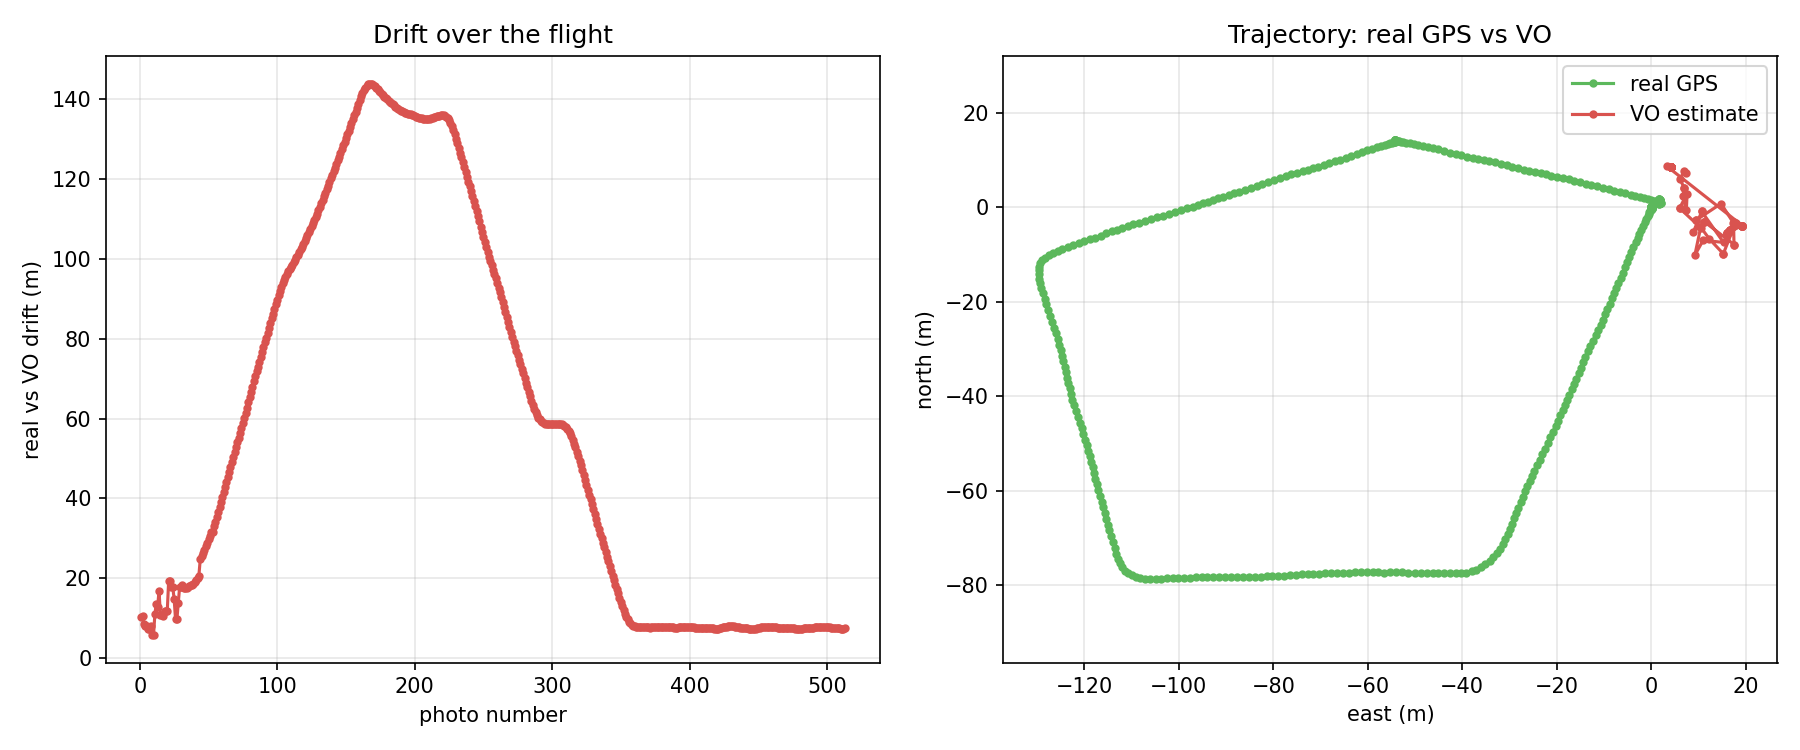 Drift over the flight
real vs VO drift (m)
140
120
100
80
60
40
20
0
0 100 200 300 400 500
photo number
Trajectory: real GPS vs VO
real GPS
VO estimate
north (m)
20
0
−20
−40
−60
−80
−120 −100 −80 −60 −40 −20 0 20
east (m)